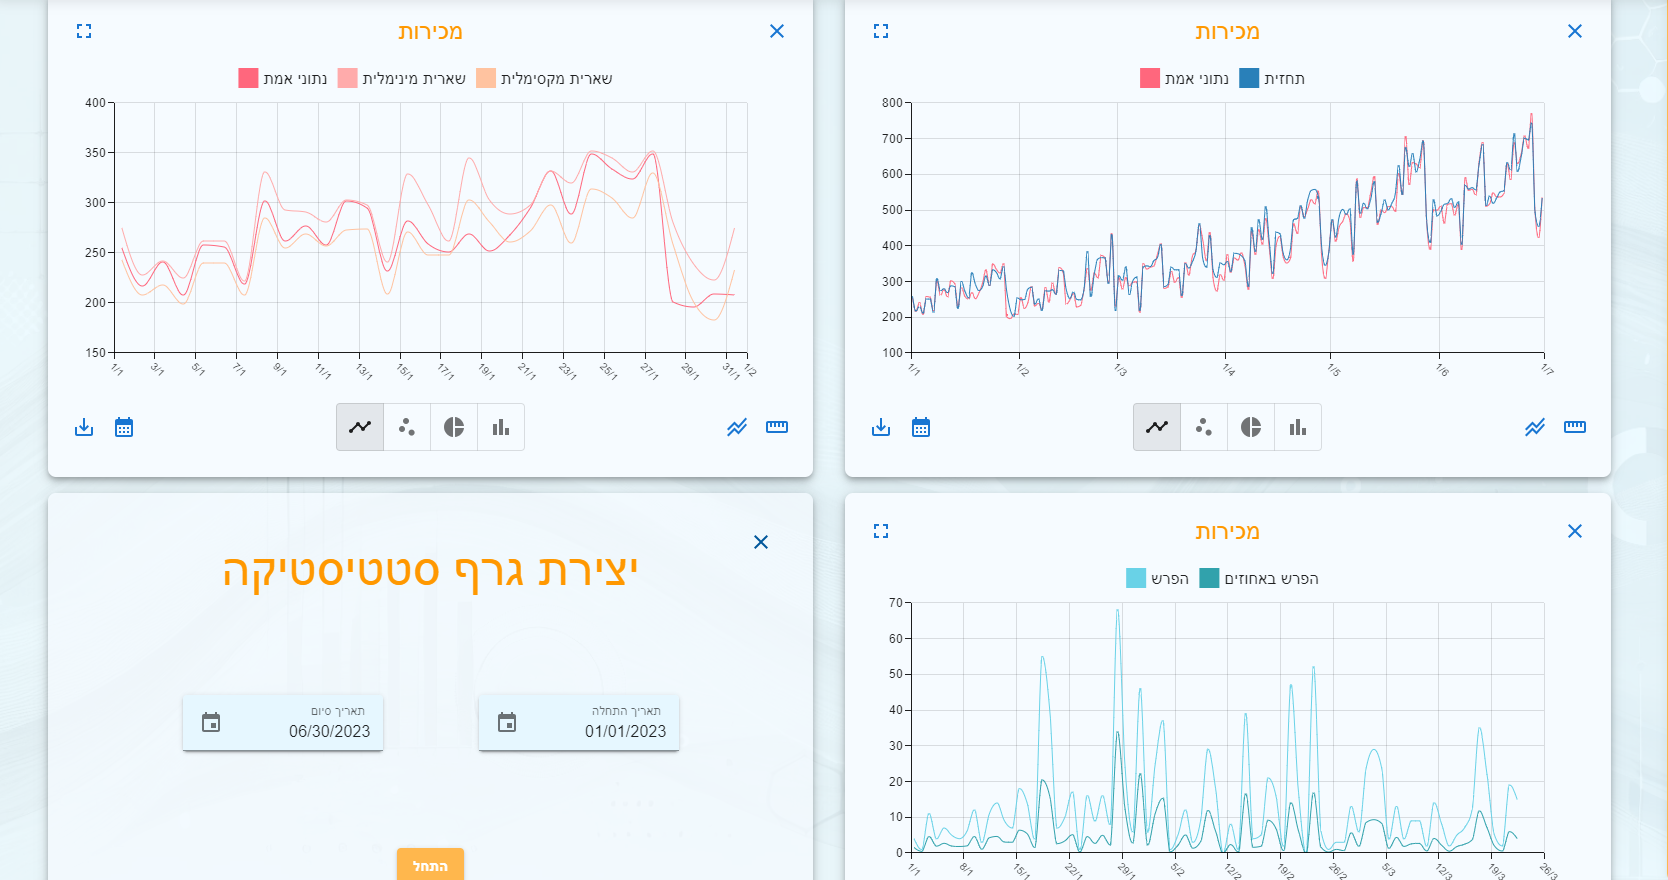 מכירות
נתוני אמת שארית מינימלית שארית מקסימלית
400
350
300
250
200
150
1/1 3/1 5/1 7/1 9/1 11/1 13/1 15/1 17/1 19/1 21/1 23/1 25/1 27/1 29/1 31/1 1/2
מכירות
נתוני אמת תחזית
800
700
600
500
400
300
200
100
1/1 1/2 1/3 1/4 1/5 1/6 1/7
יצירת גרף סטטיסטיקה
תאריך התחלה
01/01/2023
תאריך סיום
06/30/2023
התחל
מכירות
הפרש הפרש באחוזים
70
60
50
40
30
20
10
0
1/1 8/1 15/1 22/1 29/1 5/2 12/2 19/2 26/2 5/3 12/3 19/3 26/3